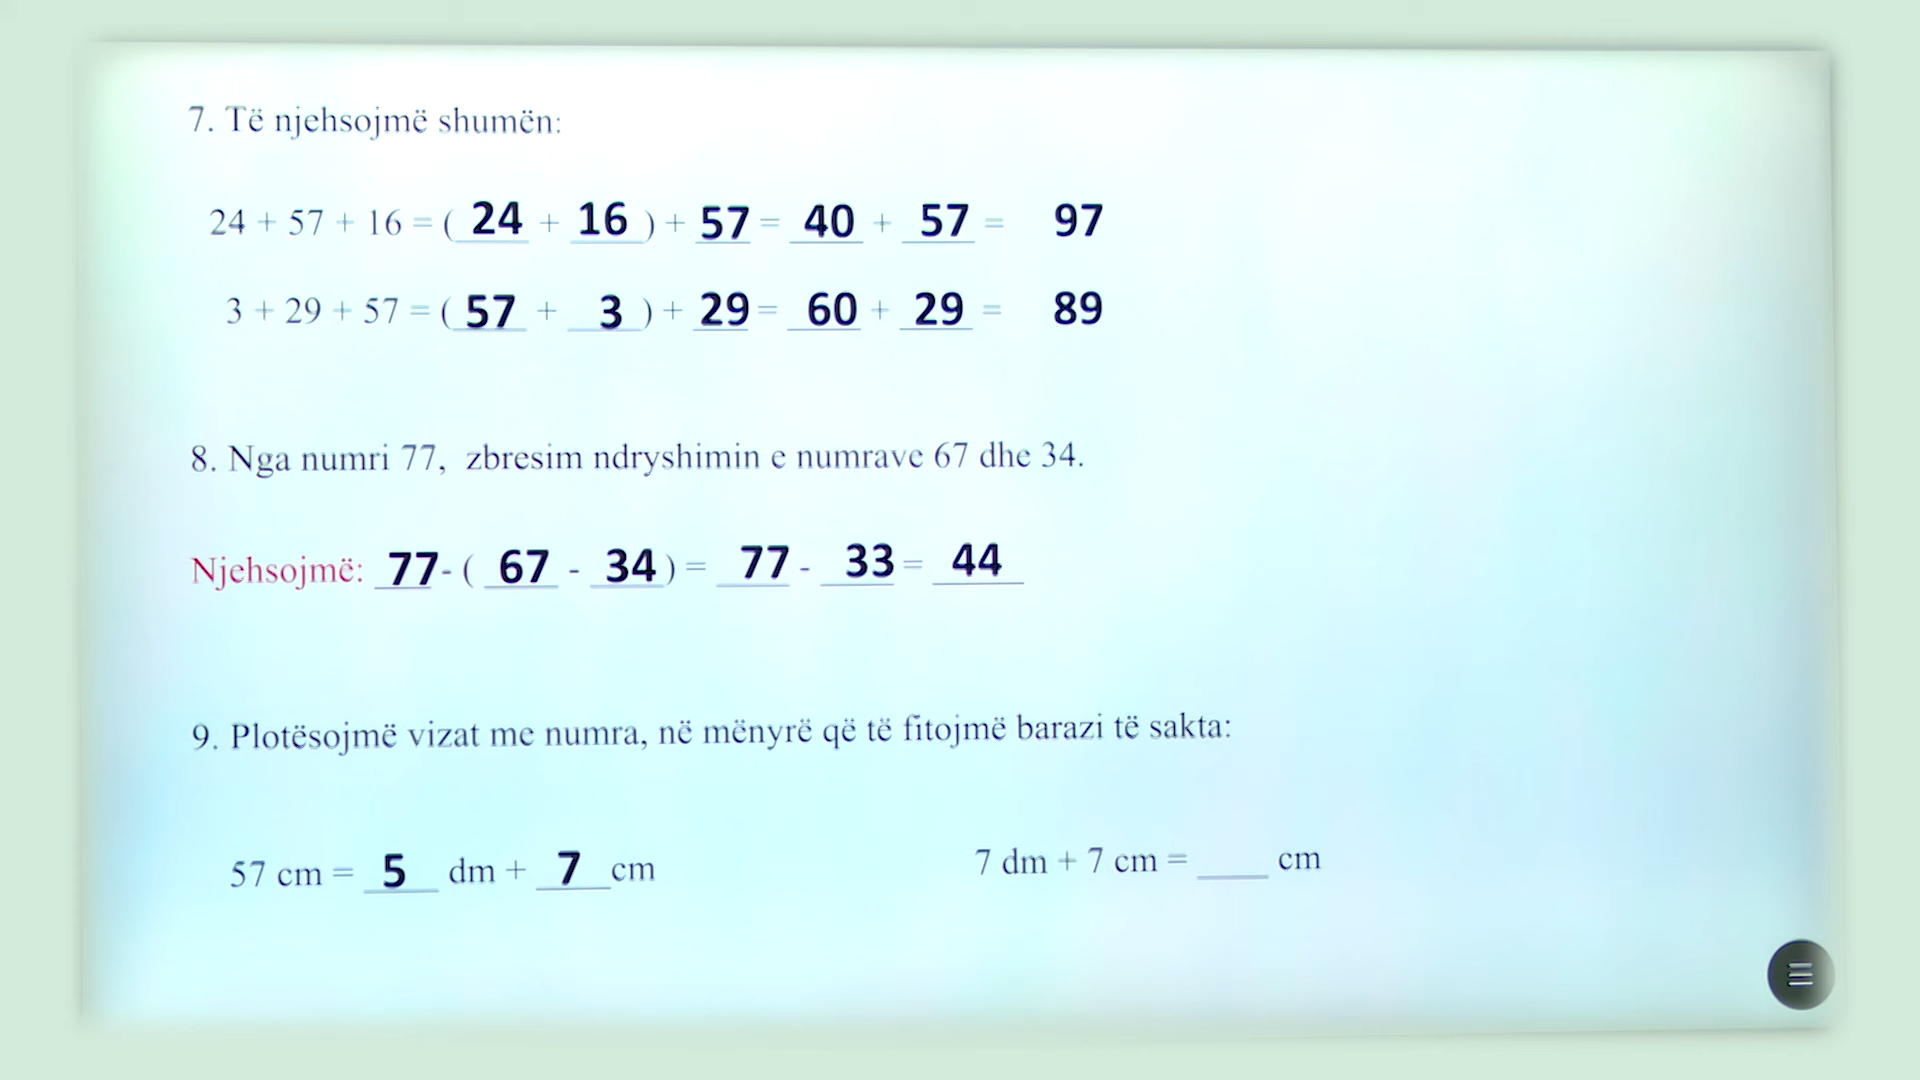 7. Të njehsojmë shumën:
24 + 57 + 16 = ( 24 + 16 ) + 57 = 40 + 57 = 97
3 + 29 + 57 = ( 57 + 3 ) + 29 = 60 + 29 = 89
8. Nga numri 77, zbresim ndryshimin e numrave 67 dhe 34.
Njehsojmë: 77 - ( 67 - 34 ) = 77 - 33 = 44
9. Plotësojmë vizat me numra, në mënyrë që të fitojmë barazi të sakta:
57 cm = 5 dm + 7 cm
7 dm + 7 cm = ____ cm